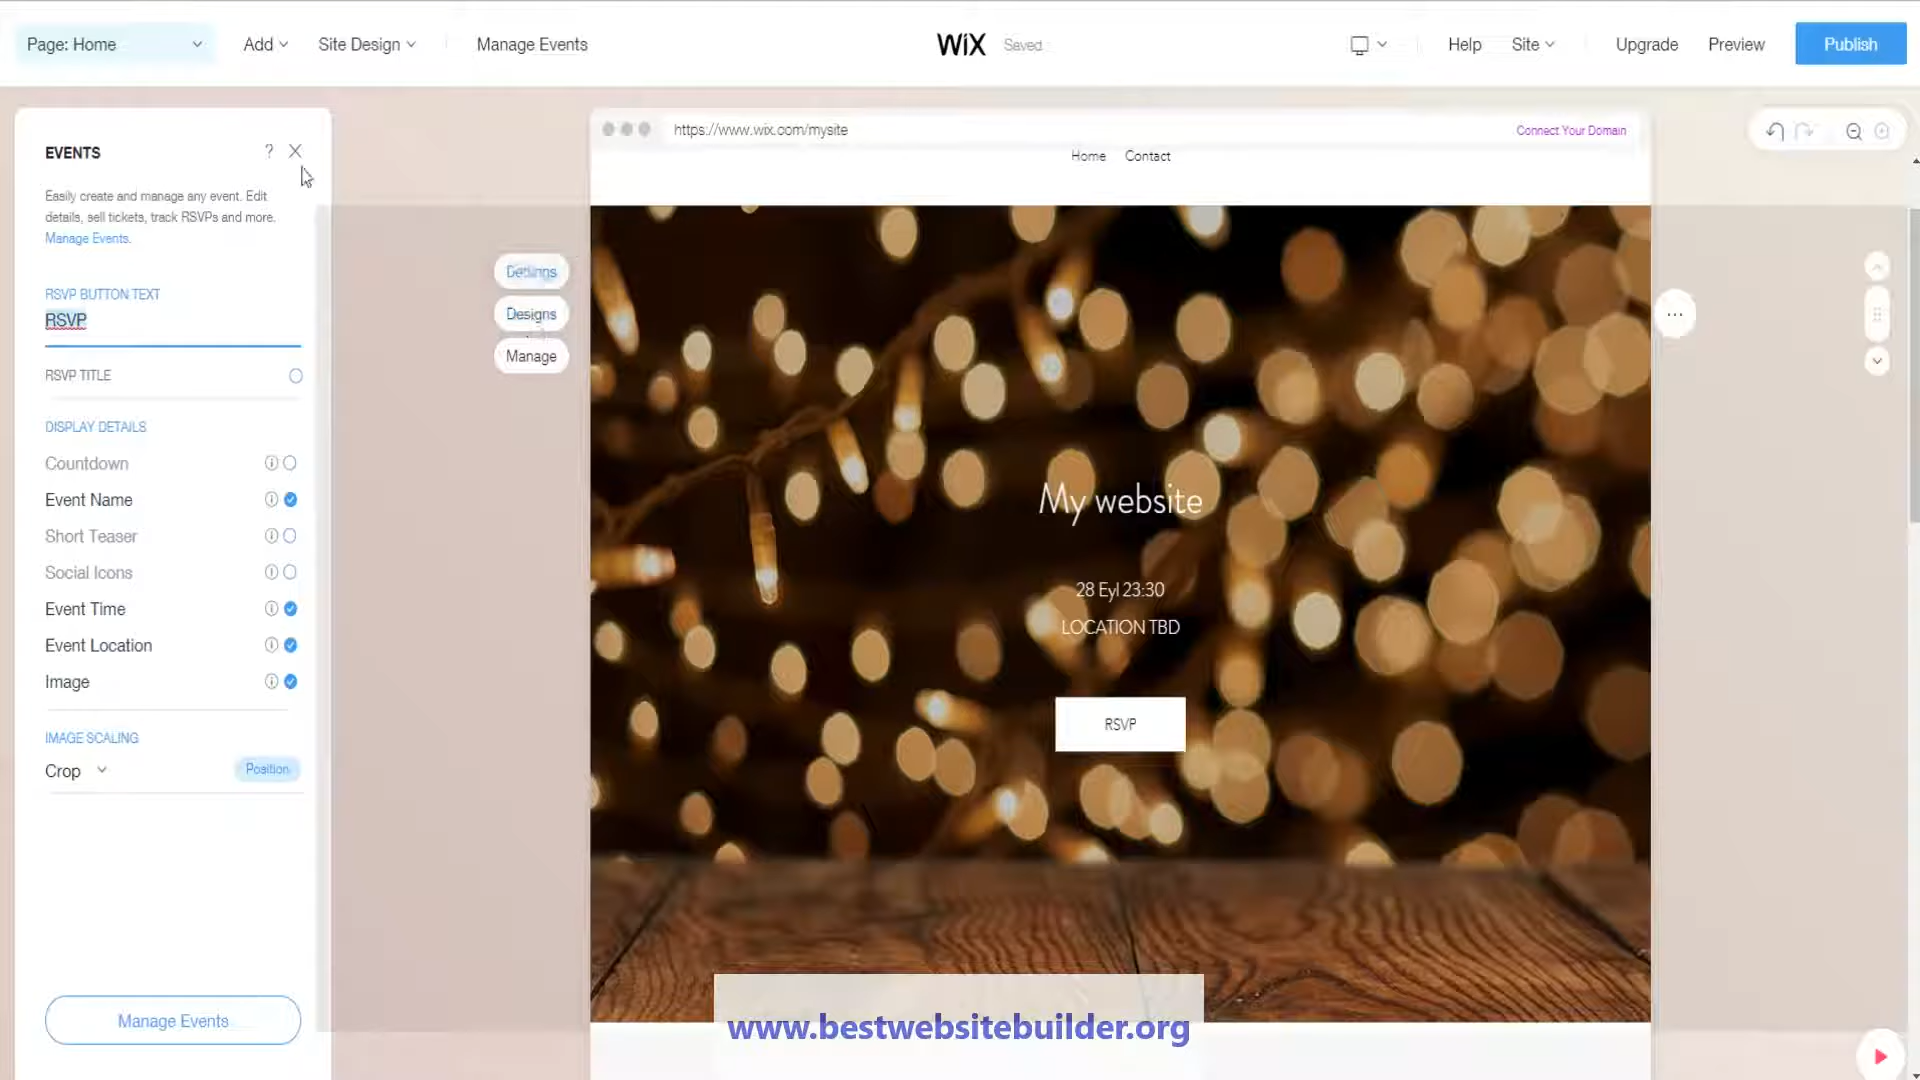 Page: Home
Add
Site Design
Manage Events
WiX
Saved
Help
Site
Upgrade
Preview
Publish
EVENTS
?
Easily create and manage any event. Edit
details, sell tickets, track RSVPs and more.
Manage Events.
RSVP BUTTON TEXT
RSVP
RSVP TITLE
DISPLAY DETAILS
Countdown
Event Name
Short Teaser
Social Icons
Event Time
Event Location
Image
IMAGE SCALING
Crop
Position
Manage Events
Designs
Manage
https://www.wix.com/mysite
Connect Your Domain
Home
Contact
My website
28 Eyl 23:30
LOCATION TBD
RSVP
www.bestwebsitebuilder.org